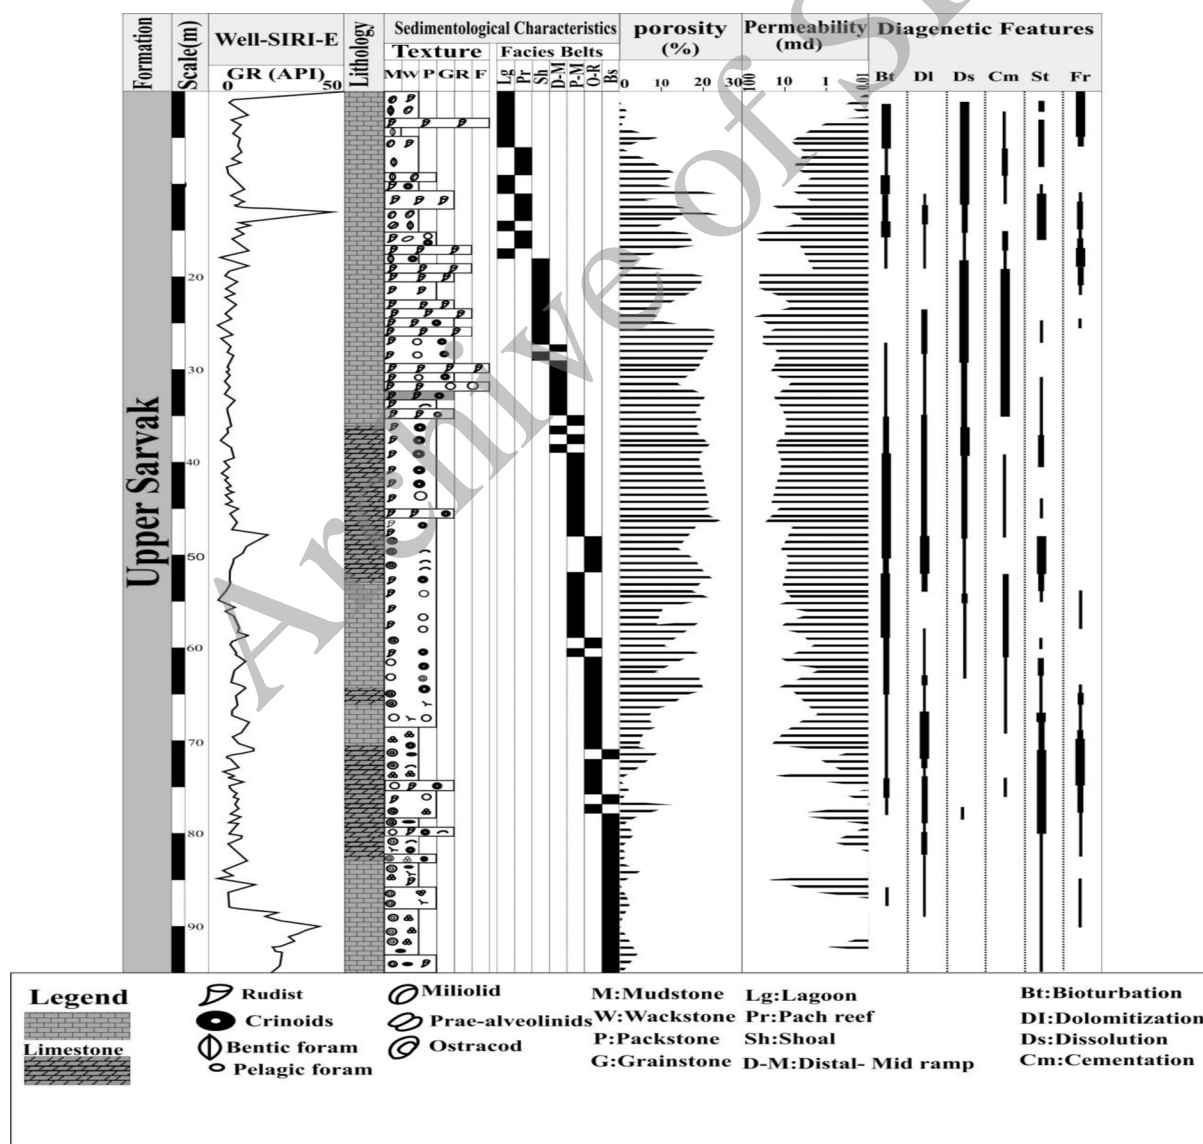 Formation
Scale(m)
Well-SIRI-E
GR (API)
0 50
Lithology
Sedimentological Characteristics
Texture
M W P G R F
Facies Belts
Lg Pr Sh D-M P-M O-R Bs
porosity
(%)
0 10 20 30
Permeability
(md)
100 10 1 0.01
Diagenetic Features
Bt Dl Ds Cm St Fr
Upper Sarvak
20
30
40
50
60
70
80
90
Archive of S
Legend
Limestone
Rudist
Crinoids
Bentic foram
Pelagic foram
Miliolid
Prae-alveolinids
Ostracod
M:Mudstone
W:Wackstone
P:Packstone
G:Grainstone
Lg:Lagoon
Pr:Pach reef
Sh:Shoal
D-M:Distal- Mid ramp
Bt:Bioturbation
DI:Dolomitization
Ds:Dissolution
Cm:Cementation